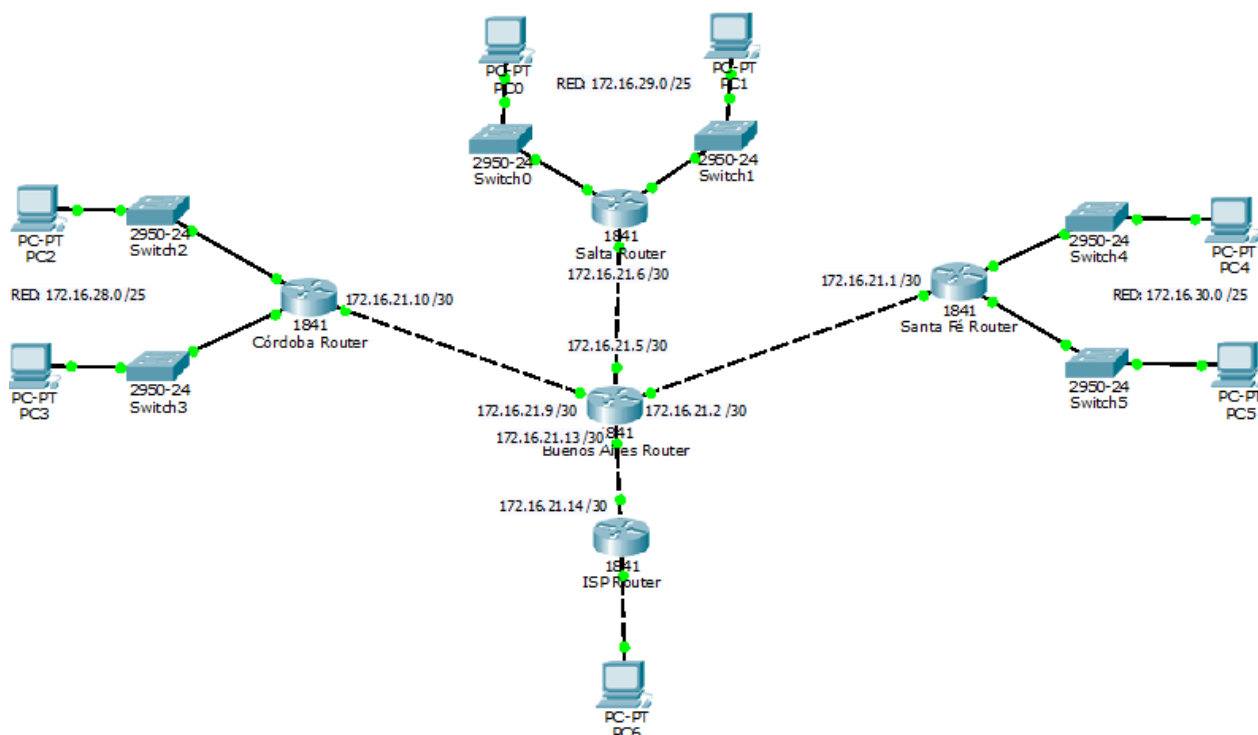 PC-PT
PC0
PC-PT
PC1
RED: 172.16.29.0 /25
2950-24
Switch0
2950-24
Switch1
1841
Salta Router
172.16.21.6 /30
PC-PT
PC2
2950-24
Switch2
RED: 172.16.28.0 /25
172.16.21.10 /30
1841
Córdoba Router
PC-PT
PC3
2950-24
Switch3
172.16.21.1 /30
1841
Santa Fé Router
2950-24
Switch4
PC-PT
PC4
RED: 172.16.30.0 /25
2950-24
Switch5
PC-PT
PC5
172.16.21.5 /30
172.16.21.9 /30
172.16.21.2 /30
172.16.21.13 /30
1841
Buenos Aires Router
172.16.21.14 /30
1841
ISP Router
PC-PT
PC6